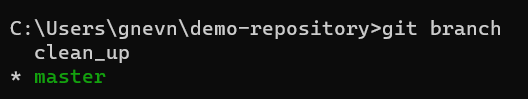 C:\Users\gnevn\demo-repository>git branch
  clean_up
* master